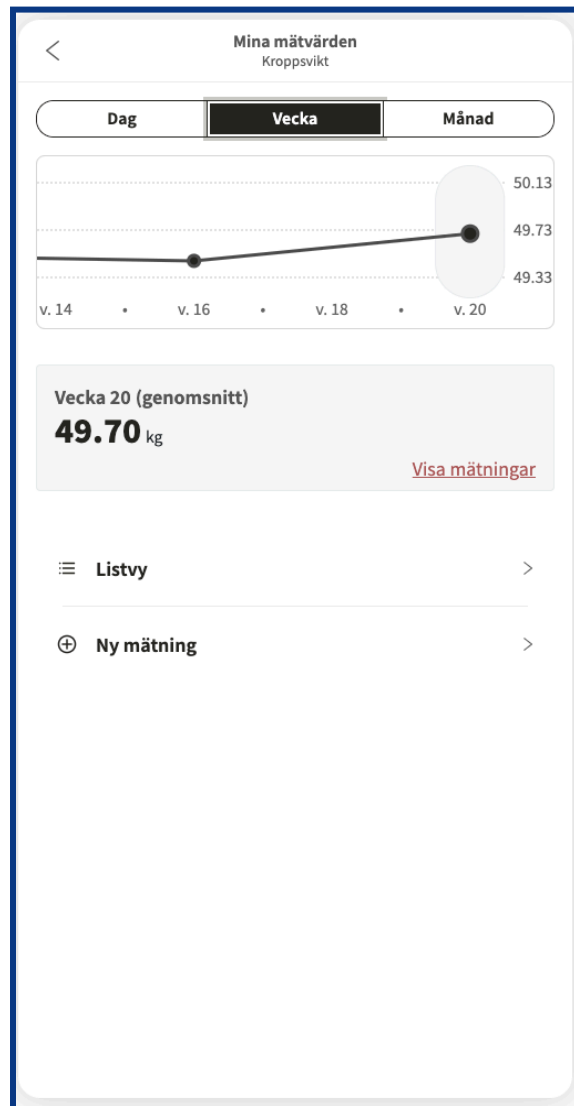 Mina mätvärden
Kroppsvikt
Dag Vecka Månad
50.13
49.73
49.33
v. 14 • v. 16 • v. 18 • v. 20
Vecka 20 (genomsnitt)
49.70 kg
Visa mätningar
Listvy
Ny mätning